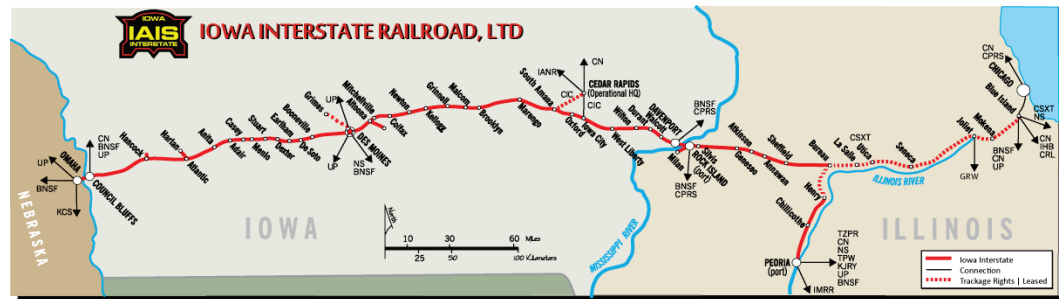 IOWA
IAIS
INTERSTATE
IOWA INTERSTATE RAILROAD, LTD
NEBRASKA
IOWA
ILLINOIS
MISSISSIPPI RIVER
ILLINOIS RIVER
UP
OMAHA
BNSF
KCS
CN
BNSF
UP
COUNCIL BLUFFS
Hancock
Harlan
Atlantic
Anita
Adair
Casey
Menlo
Stuart
Dexter
Earlham
De Soto
Booneville
Grimes
UP
DES MOINES
UP
NS
BNSF
Mitchellville
Altoona
Colfax
Newton
Kellogg
Grinnell
Malcom
Brooklyn
Marengo
South Amana
IANR
CN
CEDAR RAPIDS
(Operational HQ)
CIC
CIC
Oxford
Iowa City
West Liberty
Wilton
Durant
Walcott
DAVENPORT
BNSF
CPRS
Milan
ROCK ISLAND
(port)
BNSF
CPRS
Silvis
Geneseo
Atkinson
Annawan
Sheffield
Bureau
Henry
Chillicothe
PEORIA
(port)
TZPR
CN
NS
TPW
KJRY
UP
BNSF
IMRR
La Salle
CSXT
Utica
Seneca
Joliet
GRW
Mokena
BNSF
CN
UP
Blue Island
CHICAGO
CN
CPRS
CSXT
NS
CN
IHB
CRL
North
10 30 60 Miles
25 50 100 Kilometers
Iowa Interstate
Connection
Trackage Rights | Leased